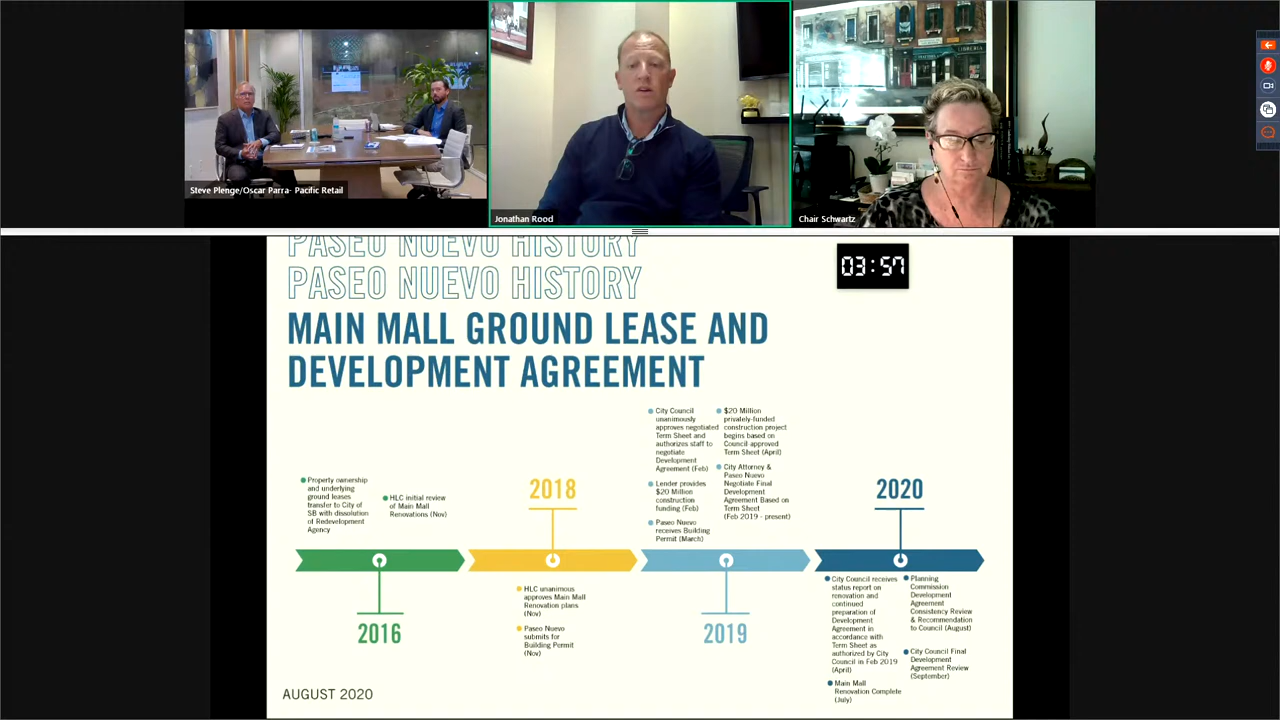 Steve Plenge/Oscar Parra- Pacific Retail
Jonathan Rood
Chair Schwartz
PASEO NUEVO HISTORY
PASEO NUEVO HISTORY
03:57
MAIN MALL GROUND LEASE AND
DEVELOPMENT AGREEMENT
Property ownership
and underlying
ground leases
transfer to City of
SB with dissolution
of Redevelopment
Agency
HLC initial review
of Main Mall
Renovations (Nov)
2016
2018
HLC unanimous
approves Main Mall
Renovation plans
(Nov)
Paseo Nuevo
submits for
Building Permit
(Nov)
City Council
unanimously
approves negotiated
Term Sheet and
authorizes staff to
negotiate
Development
Agreement (Feb)
Lender provides
$20 Million
construction
funding (Feb)
Paseo Nuevo
receives Building
Permit (March)
$20 Million
privately-funded
construction project
begins based on
Council approved
Term Sheet (April)
City Attorney &
Paseo Nuevo
Negotiate Final
Development
Agreement Based on
Term Sheet
(Feb 2019 - present)
2019
2020
City Council receives
status report on
renovation and
continued
preparation of
Development
Agreement in
accordance with
Term Sheet as
authorized by City
Council in Feb 2019
(April)
Main Mall
Renovation Complete
(July)
Planning
Commission
Development
Agreement
Consistency Review
& Recommendation
to Council (August)
City Council Final
Development
Agreement Review
(September)
AUGUST 2020